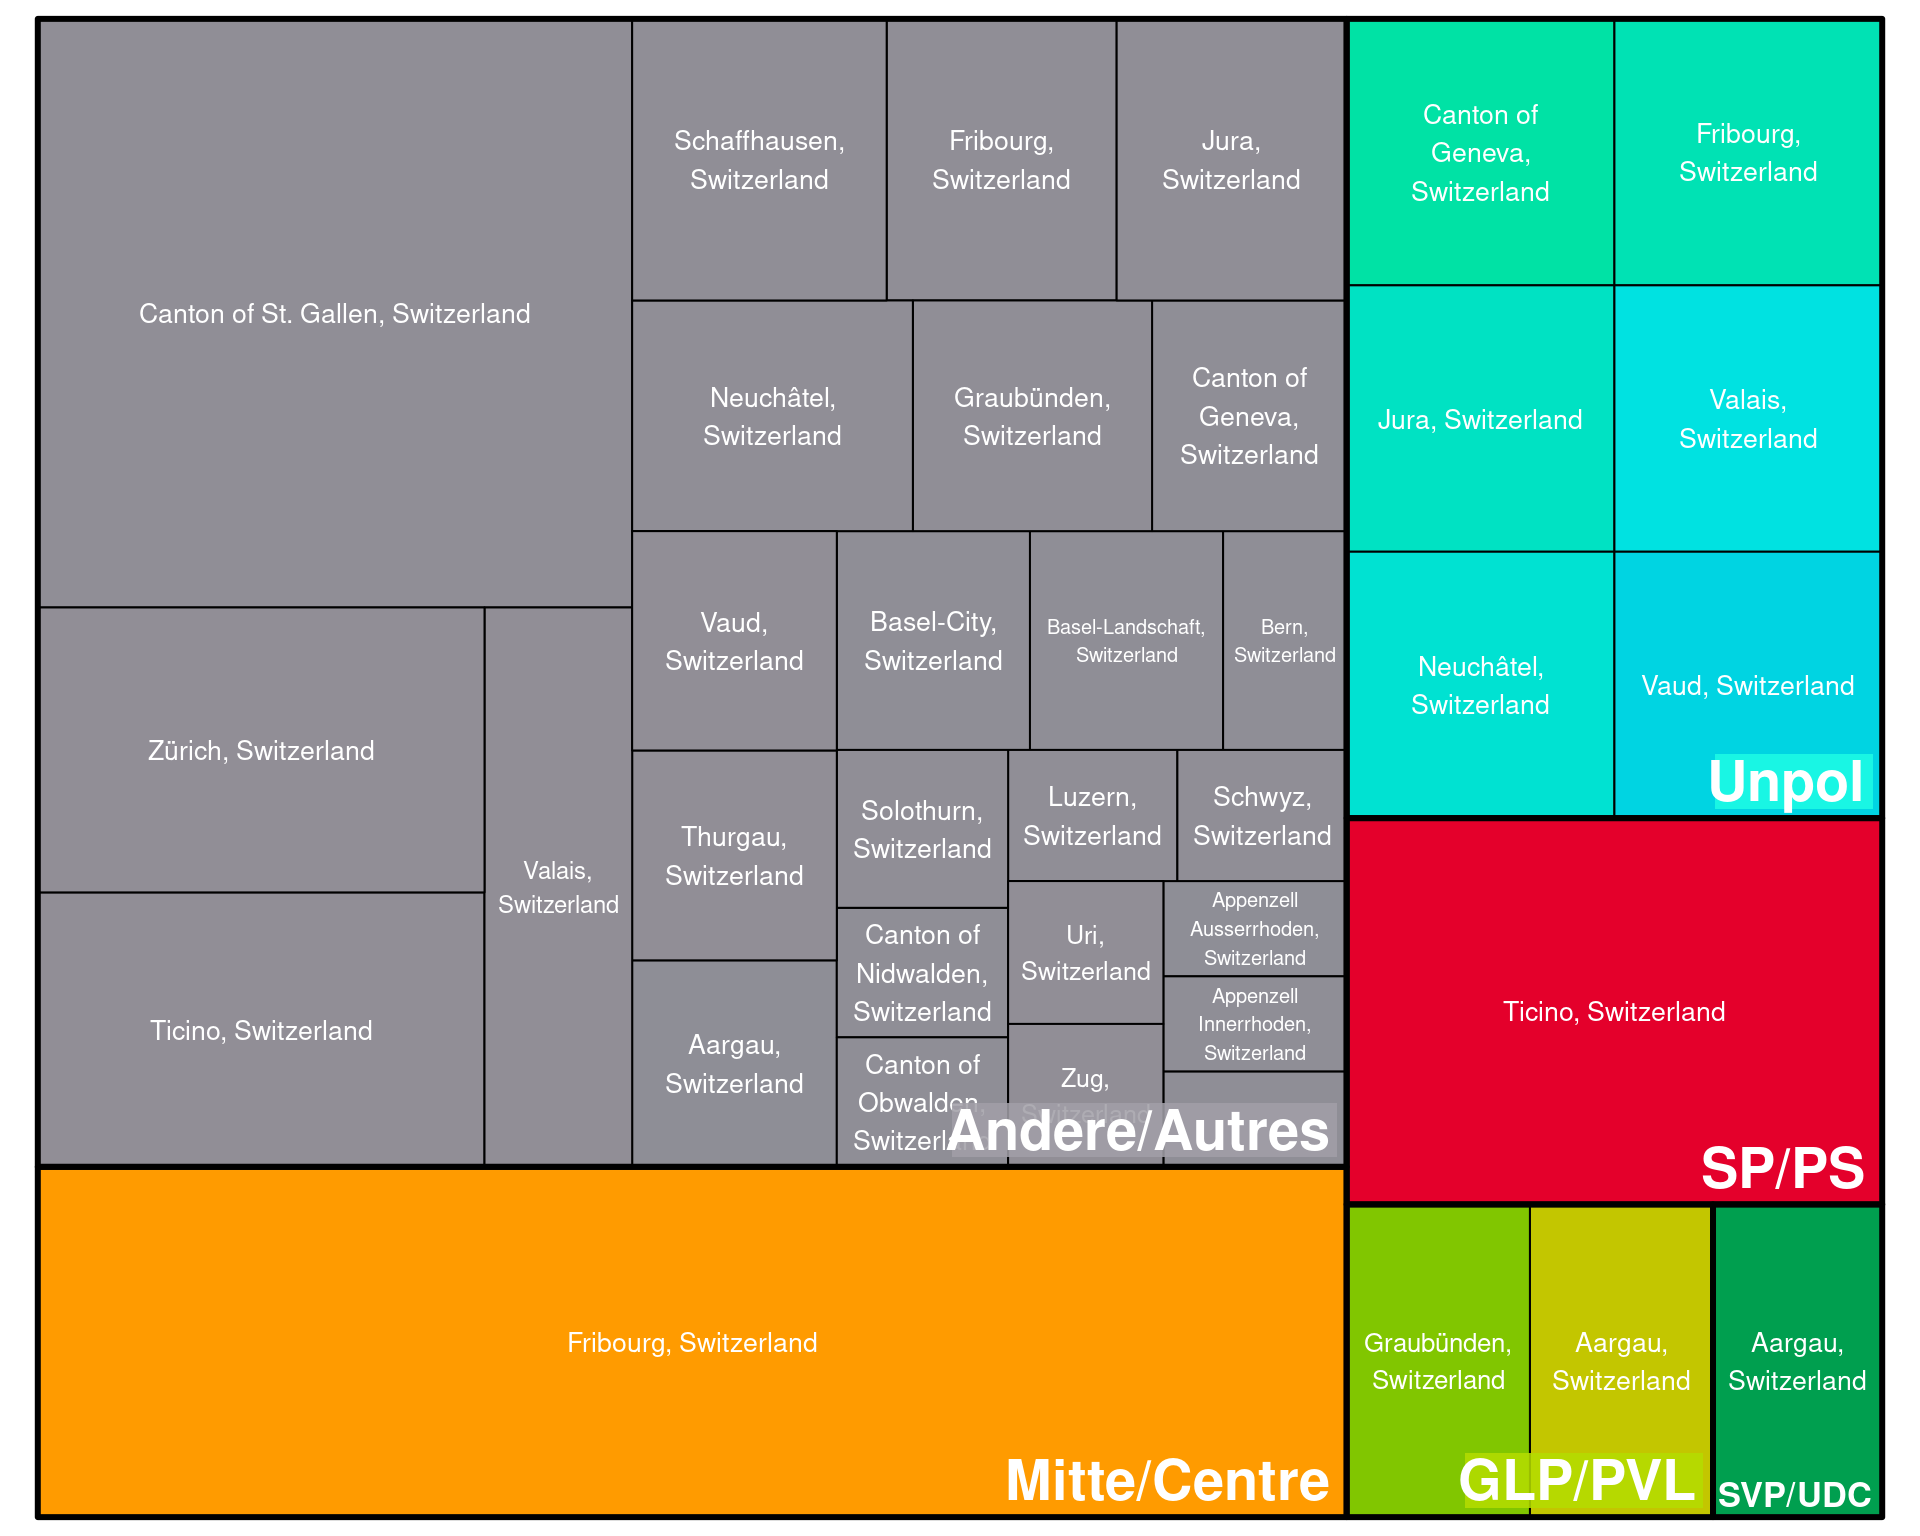 Canton of St. Gallen, Switzerland
Schaffhausen,
Switzerland
Fribourg,
Switzerland
Jura,
Switzerland
Neuchâtel,
Switzerland
Graubünden,
Switzerland
Canton of
Geneva,
Switzerland
Zürich, Switzerland
Ticino, Switzerland
Valais,
Switzerland
Vaud,
Switzerland
Basel-City,
Switzerland
Basel-Landschaft,
Switzerland
Bern,
Switzerland
Thurgau,
Switzerland
Aargau,
Switzerland
Solothurn,
Switzerland
Canton of
Nidwalden,
Switzerland
Canton of
Obwalden,
Switzerland
Luzern,
Switzerland
Schwyz,
Switzerland
Uri,
Switzerland
Zug,
Switzerland
Appenzell
Ausserrhoden,
Switzerland
Appenzell
Innerrhoden,
Switzerland
Andere/Autres
Fribourg, Switzerland
Mitte/Centre
Canton of
Geneva,
Switzerland
Fribourg,
Switzerland
Jura, Switzerland
Valais,
Switzerland
Neuchâtel,
Switzerland
Vaud, Switzerland
Unpol
Ticino, Switzerland
SP/PS
Graubünden,
Switzerland
Aargau,
Switzerland
GLP/PVL
Aargau,
Switzerland
SVP/UDC